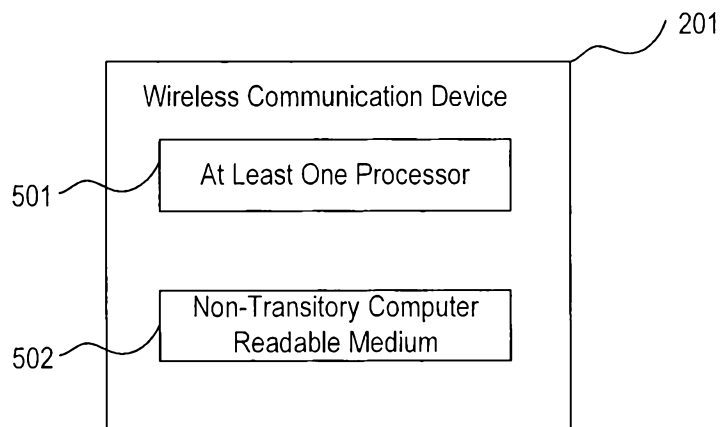 201
Wireless Communication Device
501
At Least One Processor
502
Non-Transitory Computer
Readable Medium